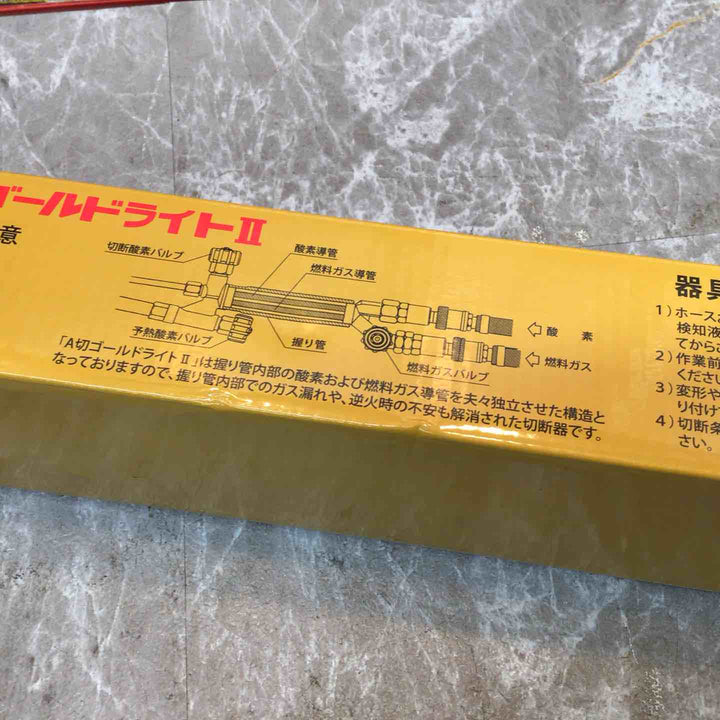 ゴールドライトⅡ
意
切断酸素バルブ
酸素導管
燃料ガス導管
酸 素
予熱酸素バルブ
握り管
燃料ガスバルブ
燃料ガス
「A切ゴールドライトⅡ」は握り管内部の酸素および燃料ガス導管を夫々独立させた構造と
なっておりますので、握り管内部でのガス漏れや、逆火時の不安も解消された切断器です。
器具
1）ホース
検知液
てから
2）作業前
くださ
3）変形や
り付け
4）切断条
さい。